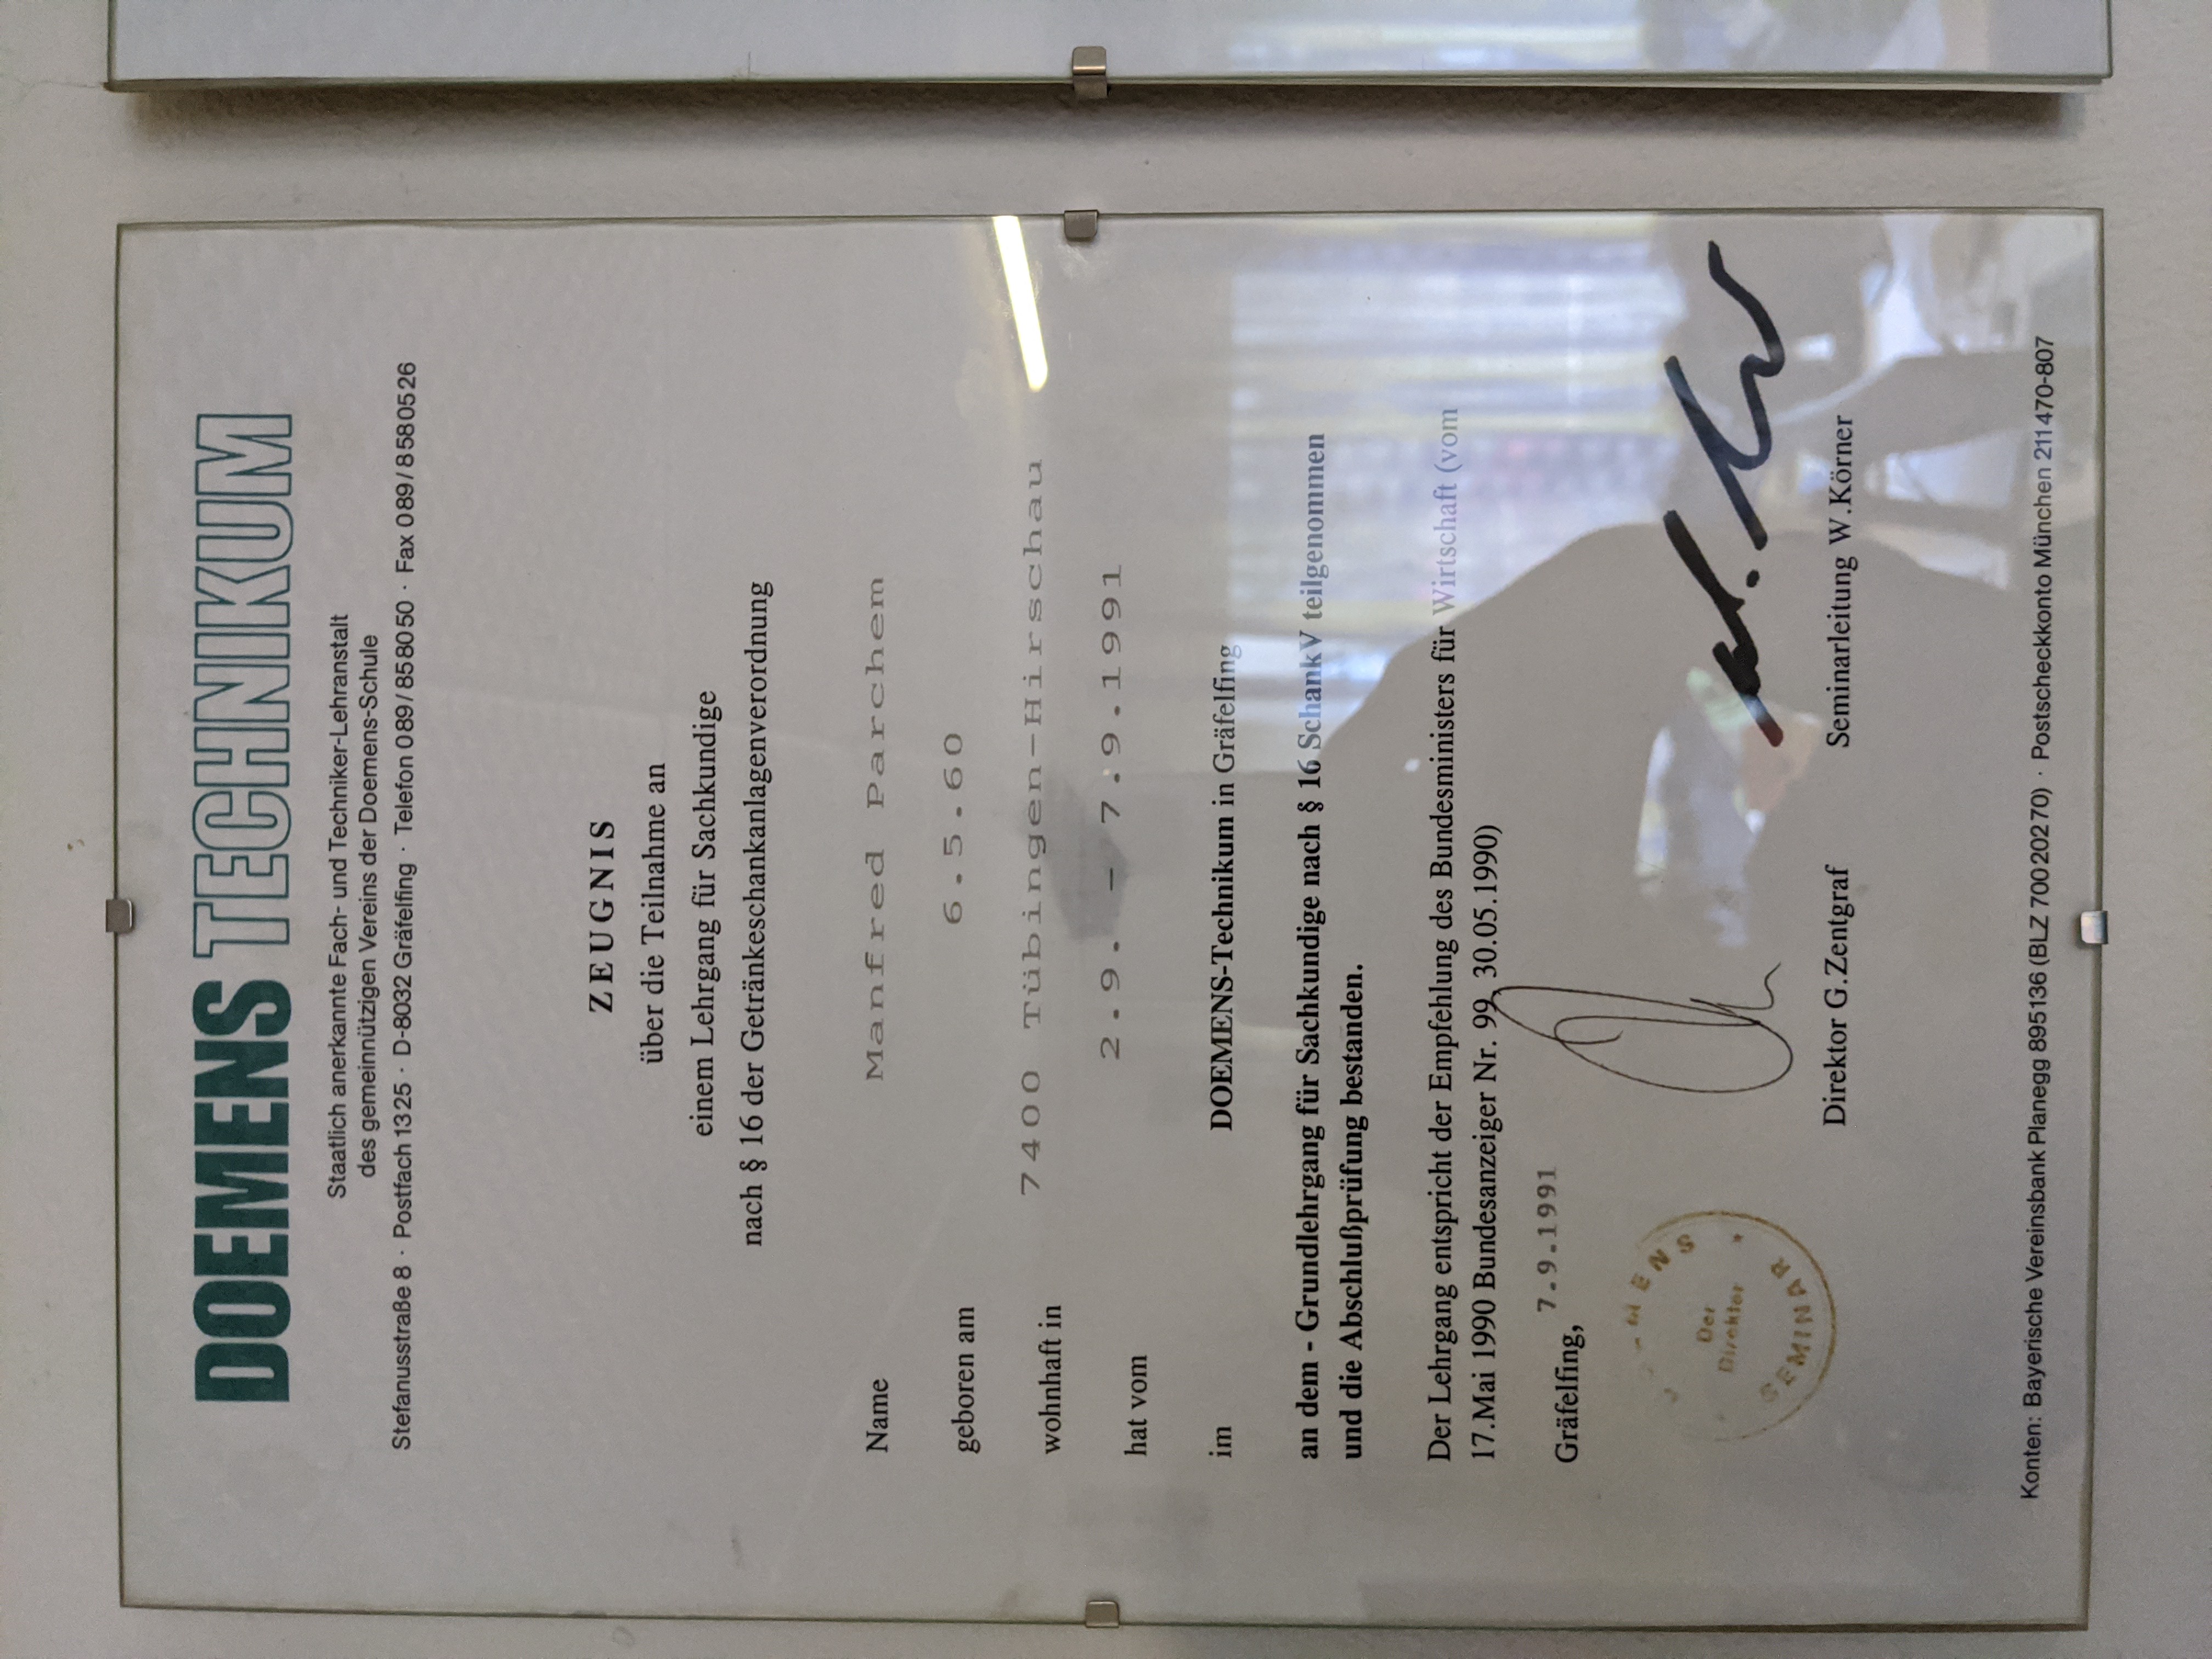 DOEMENS TECHNIKUM
Staatlich anerkannte Fach- und Techniker-Lehranstalt
des gemeinnützigen Vereins der Doemens-Schule
Stefanusstraße 8 · Postfach 1325 · D-8032 Gräfelfing · Telefon 089/858050 · Fax 089/8580526
ZEUGNIS
über die Teilnahme an
einem Lehrgang für Sachkundige
nach § 16 der Getränkeschankanlagenverordnung
Name Manfred Parchem
geboren am 6.5.60
wohnhaft in 7400 Tübingen-Hirschau
hat vom 2.9. - 7.9.1991
im DOEMENS-Technikum in Gräfelfing
an dem - Grundlehrgang für Sachkundige nach § 16 SchankV teilgenommen
und die Abschlußprüfung bestanden.
Der Lehrgang entspricht der Empfehlung des Bundesministers für Wirtschaft (vom
17.Mai 1990 Bundesanzeiger Nr. 99, 30.05.1990)
Gräfelfing, 7.9.1991
Der
Direktor
SEMINAR
Direktor G.Zentgraf Seminarleitung W.Körner
Konten: Bayerische Vereinsbank Planegg 895136 (BLZ 70020270) · Postscheckkonto München 211470-807